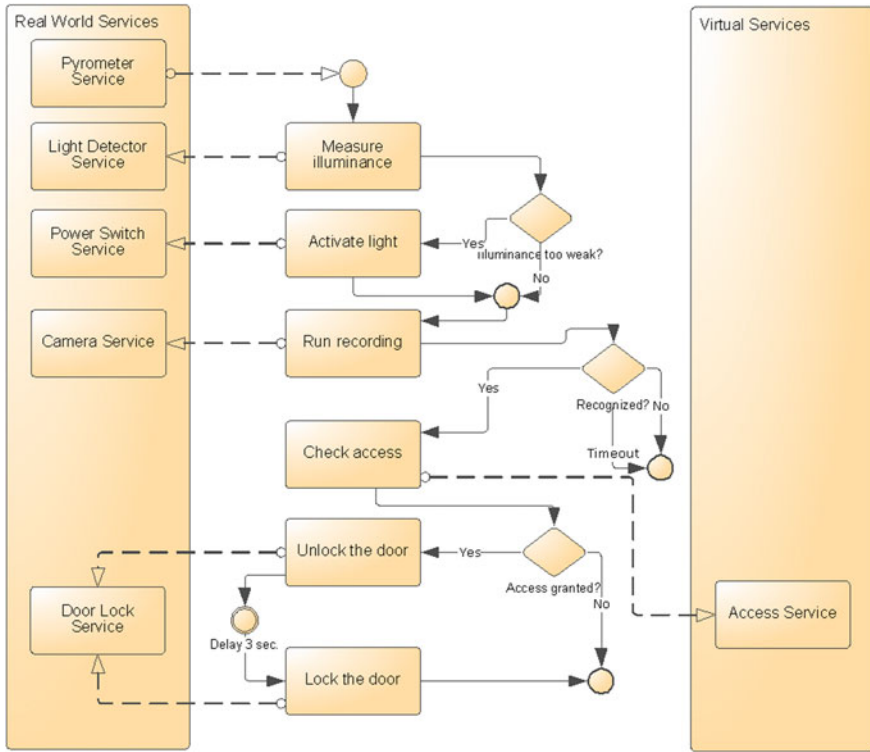 Real World Services
Virtual Services
Pyrometer
Service
Light Detector
Service
Measure
illuminance
Power Switch
Service
Activate light
Yes
illuminance too weak?
No
Camera Service
Run recording
Yes
Recognized?
No
Timeout
Check access
Unlock the door
Yes
Access granted?
No
Door Lock
Service
Access Service
Delay 3 sec.
Lock the door